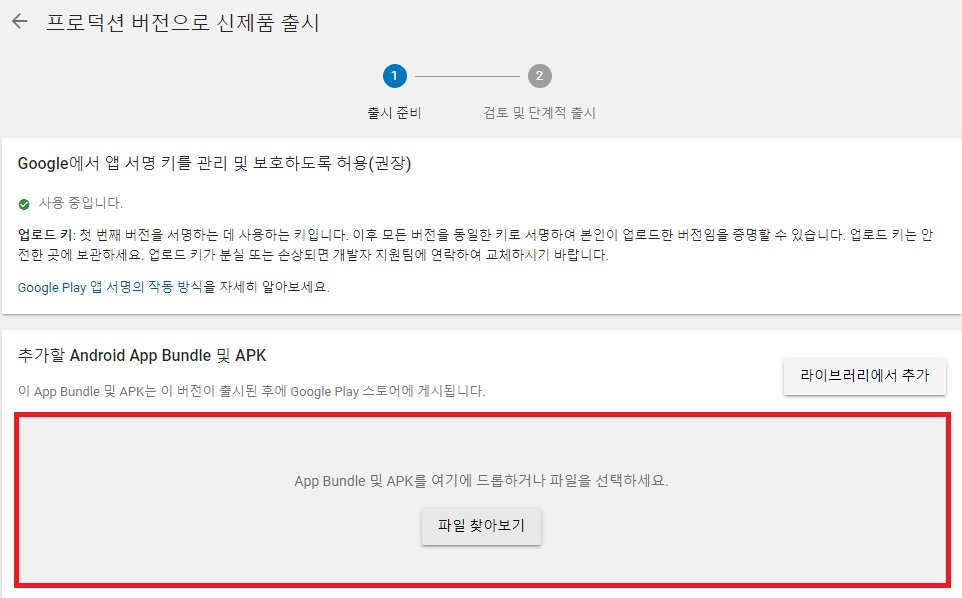 프로덕션 버전으로 신제품 출시
1
2
출시 준비
검토 및 단계적 출시
Google에서 앱 서명 키를 관리 및 보호하도록 허용(권장)
사용 중입니다.
업로드 키: 첫 번째 버전을 서명하는 데 사용하는 키입니다. 이후 모든 버전을 동일한 키로 서명하여 본인이 업로드한 버전임을 증명할 수 있습니다. 업로드 키는 안
전한 곳에 보관하세요. 업로드 키가 분실 또는 손상되면 개발자 지원팀에 연락하여 교체하시기 바랍니다.
Google Play 앱 서명의 작동 방식을 자세히 알아보세요.
추가할 Android App Bundle 및 APK
라이브러리에서 추가
이 App Bundle 및 APK는 이 버전이 출시된 후에 Google Play 스토어에 게시됩니다.
App Bundle 및 APK를 여기에 드롭하거나 파일을 선택하세요.
파일 찾아보기